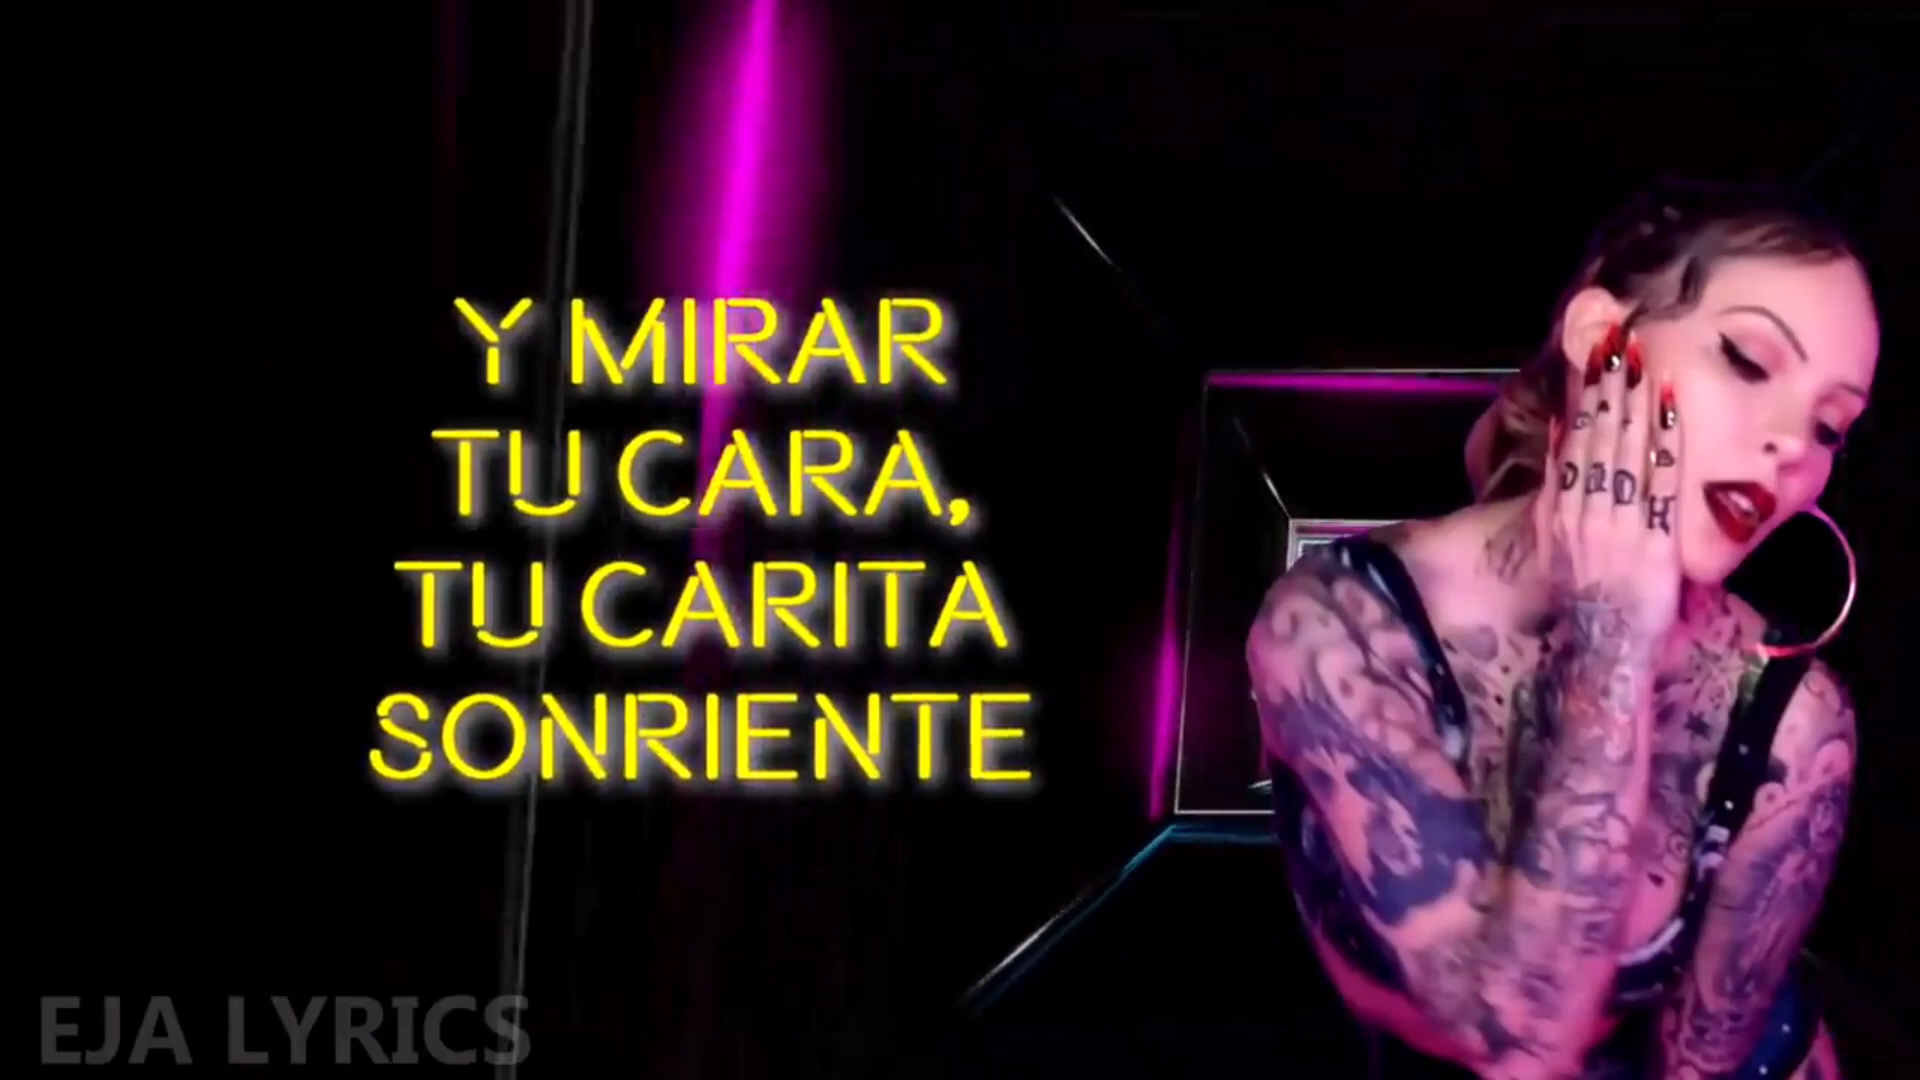 Y MIRAR
TU CARA,
TU CARITA
SONRIENTE
EJA LYRICS